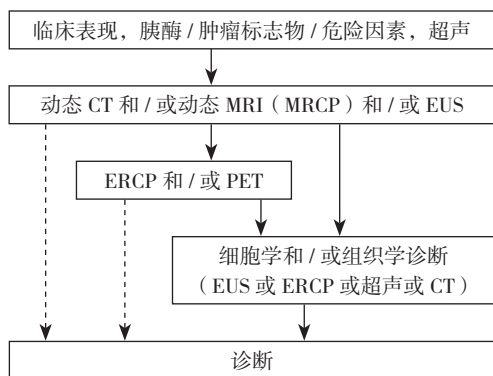 临床表现，胰酶 / 肿瘤标志物 / 危险因素，超声
动态 CT 和 / 或动态 MRI（MRCP）和 / 或 EUS
ERCP 和 / 或 PET
细胞学和 / 或组织学诊断
（EUS 或 ERCP 或超声或 CT）
诊断